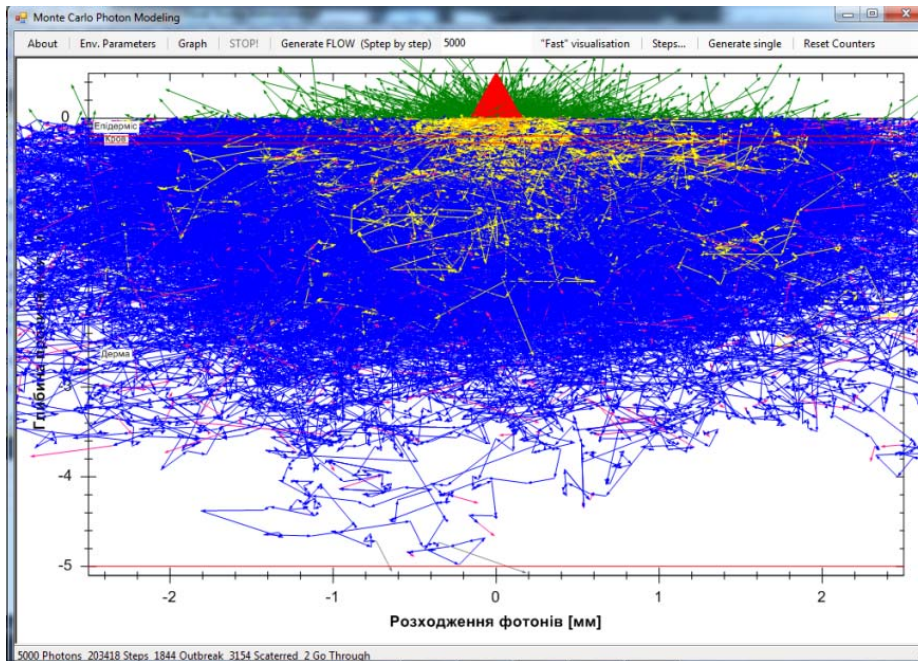 Monte Carlo Photon Modeling
About Env. Parameters Graph STOP! Generate FLOW (Sptep by step) 5000 "Fast" visualisation Steps... Generate single Reset Counters
0
Епідерміс
Кров
Дерма
-4
-5
-2 -1 0 1 2
Розходження фотонів [мм]
5000 Photons 203418 Steps 1844 Outbreak 3154 Scaterred 2 Go Through